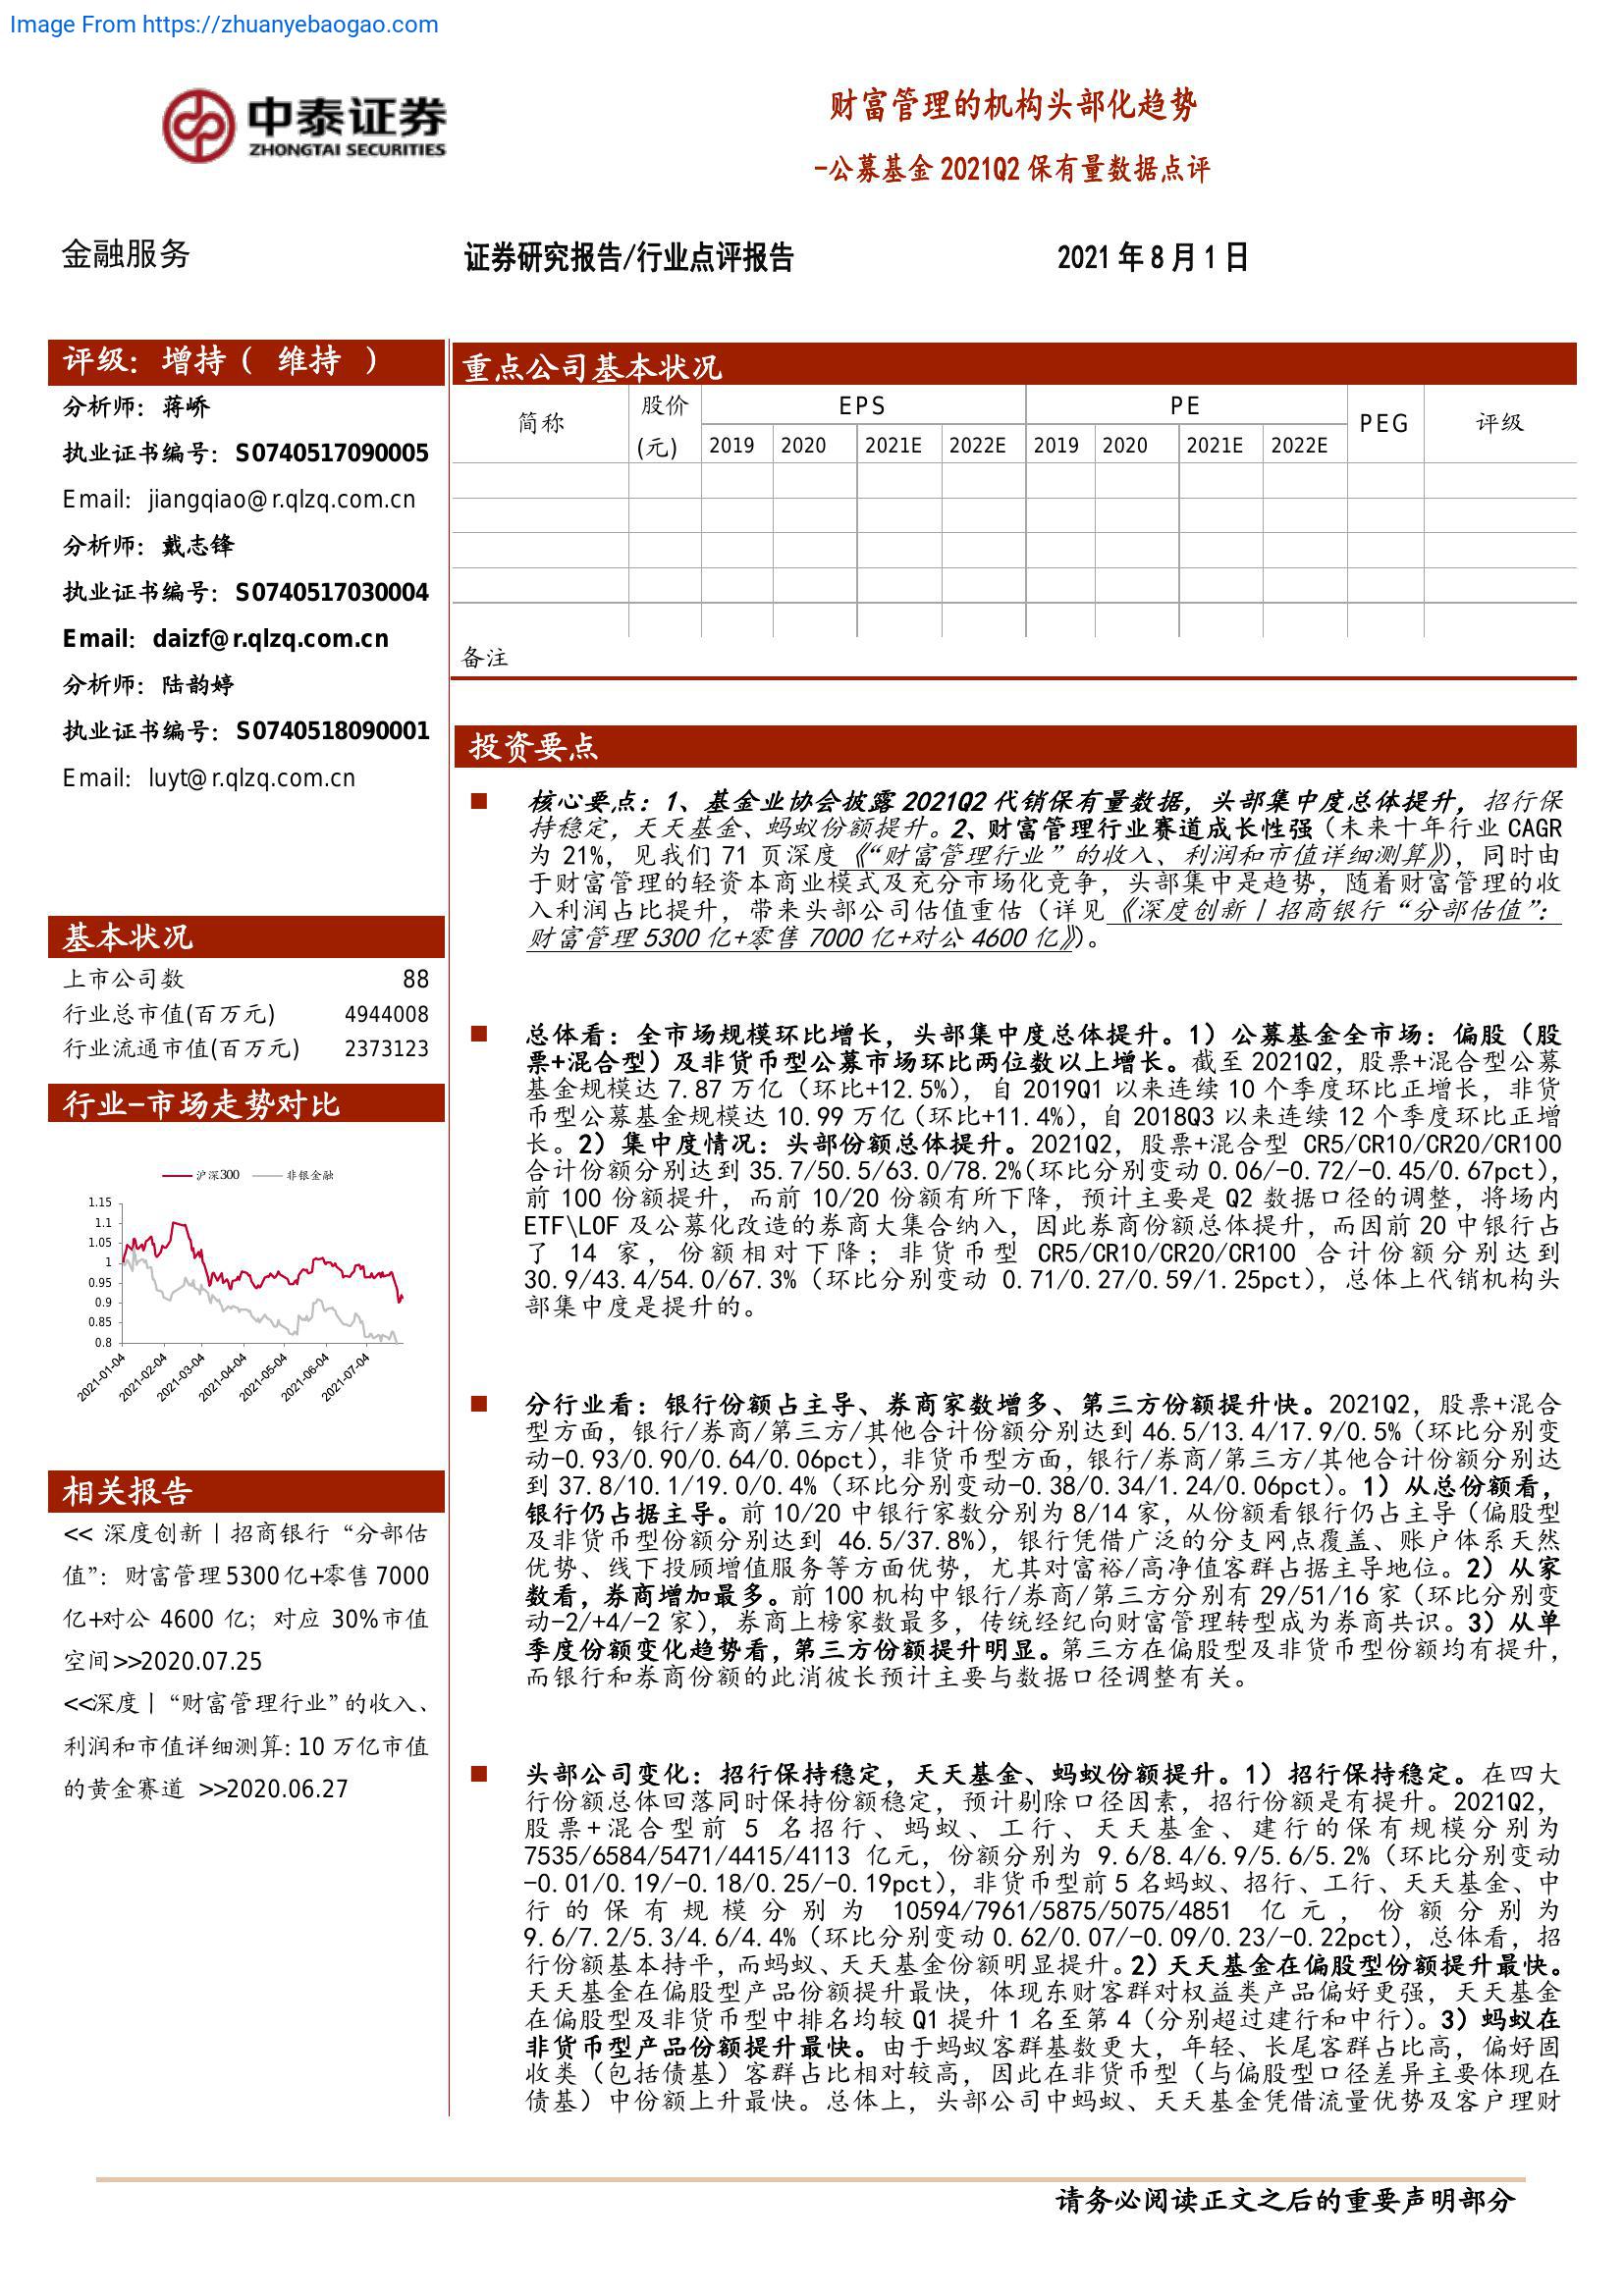 Image From https://zhuanyebaogao.com
中泰证券
ZHONGTAI SECURITIES
财富管理的机构头部化趋势
-公募基金 2021Q2 保有量数据点评
金融服务
证券研究报告/行业点评报告
2021 年 8 月 1 日
评级：增持（ 维持 ）
分析师：蒋峤
执业证书编号：S0740517090005
Email：jiangqiao@r.qlzq.com.cn
分析师：戴志锋
执业证书编号：S0740517030004
Email：daizf@r.qlzq.com.cn
分析师：陆韵婷
执业证书编号：S0740518090001
Email：luyt@r.qlzq.com.cn
基本状况
上市公司数 88
行业总市值(百万元) 4944008
行业流通市值(百万元) 2373123
行业-市场走势对比
沪深300 非银金融
1.15
1.1
1.05
1
0.95
0.9
0.85
0.8
2021-01-04 2021-02-04 2021-03-04 2021-04-04 2021-05-04 2021-06-04 2021-07-04
相关报告
<< 深度创新丨招商银行“分部估
值”：财富管理 5300 亿+零售 7000
亿+对公 4600 亿；对应 30%市值
空间>>2020.07.25
<<深度丨“财富管理行业”的收入、
利润和市值详细测算：10 万亿市值
的黄金赛道 >>2020.06.27
重点公司基本状况
简称 股价 EPS PE PEG 评级
(元) 2019 2020 2021E 2022E 2019 2020 2021E 2022E
备注
投资要点
■ 核心要点：1、基金业协会披露 2021Q2 代销保有量数据，头部集中度总体提升，招行保
持稳定，天天基金、蚂蚁份额提升。2、财富管理行业赛道成长性强（未来十年行业 CAGR
为 21%，见我们 71 页深度《“财富管理行业”的收入、利润和市值详细测算》），同时由
于财富管理的轻资本商业模式及充分市场化竞争，头部集中是趋势，随着财富管理的收
入利润占比提升，带来头部公司估值重估（详见《深度创新丨招商银行“分部估值”：
财富管理 5300 亿+零售 7000 亿+对公 4600 亿》）。
■ 总体看：全市场规模环比增长，头部集中度总体提升。1）公募基金全市场：偏股（股
票+混合型）及非货币型公募市场环比两位数以上增长。截至 2021Q2，股票+混合型公募
基金规模达 7.87 万亿（环比+12.5%），自 2019Q1 以来连续 10 个季度环比正增长，非货
币型公募基金规模达 10.99 万亿（环比+11.4%），自 2018Q3 以来连续 12 个季度环比正增
长。2）集中度情况：头部份额总体提升。2021Q2，股票+混合型 CR5/CR10/CR20/CR100
合计份额分别达到 35.7/50.5/63.0/78.2%（环比分别变动 0.06/-0.72/-0.45/0.67pct），
前 100 份额提升，而前 10/20 份额有所下降，预计主要是 Q2 数据口径的调整，将场内
ETF\LOF 及公募化改造的券商大集合纳入，因此券商份额总体提升，而因前 20 中银行占
了 14 家，份额相对下降；非货币型 CR5/CR10/CR20/CR100 合计份额分别达到
30.9/43.4/54.0/67.3%（环比分别变动 0.71/0.27/0.59/1.25pct），总体上代销机构头
部集中度是提升的。
■ 分行业看：银行份额占主导、券商家数增多、第三方份额提升快。2021Q2，股票+混合
型方面，银行/券商/第三方/其他合计份额分别达到 46.5/13.4/17.9/0.5%（环比分别变
动-0.93/0.90/0.64/0.06pct），非货币型方面，银行/券商/第三方/其他合计份额分别达
到 37.8/10.1/19.0/0.4%（环比分别变动-0.38/0.34/1.24/0.06pct）。1）从总份额看，
银行仍占据主导。前 10/20 中银行家数分别为 8/14 家，从份额看银行仍占主导（偏股型
及非货币型份额分别达到 46.5/37.8%），银行凭借广泛的分支网点覆盖、账户体系天然
优势、线下投顾增值服务等方面优势，尤其对富裕/高净值客群占据主导地位。2）从家
数看，券商增加最多。前 100 机构中银行/券商/第三方分别有 29/51/16 家（环比分别变
动-2/+4/-2 家），券商上榜家数最多，传统经纪向财富管理转型成为券商共识。3）从单
季度份额变化趋势看，第三方份额提升明显。第三方在偏股型及非货币型份额均有提升，
而银行和券商份额的此消彼长预计主要与数据口径调整有关。
■ 头部公司变化：招行保持稳定，天天基金、蚂蚁份额提升。1）招行保持稳定。在四大
行份额总体回落同时保持份额稳定，预计剔除口径因素，招行份额是有提升。2021Q2，
股票+混合型前 5 名招行、蚂蚁、工行、天天基金、建行的保有规模分别为
7535/6584/5471/4415/4113 亿元，份额分别为 9.6/8.4/6.9/5.6/5.2%（环比分别变动
-0.01/0.19/-0.18/0.25/-0.19pct），非货币型前 5 名蚂蚁、招行、工行、天天基金、中
行的保有规模分别为 10594/7961/5875/5075/4851 亿元，份额分别为
9.6/7.2/5.3/4.6/4.4%（环比分别变动 0.62/0.07/-0.09/0.23/-0.22pct），总体看，招
行份额基本持平，而蚂蚁、天天基金份额明显提升。2）天天基金在偏股型份额提升最快。
天天基金在偏股型产品份额提升最快，体现东财客群对权益类产品偏好更强，天天基金
在偏股型及非货币型中排名均较 Q1 提升 1 名至第 4（分别超过建行和中行）。3）蚂蚁在
非货币型产品份额提升最快。由于蚂蚁客群基数更大，年轻、长尾客群占比高，偏好固
收类（包括债基）客群占比相对较高，因此在非货币型（与偏股型口径差异主要体现在
债基）中份额上升最快。总体上，头部公司中蚂蚁、天天基金凭借流量优势及客户理财
请务必阅读正文之后的重要声明部分